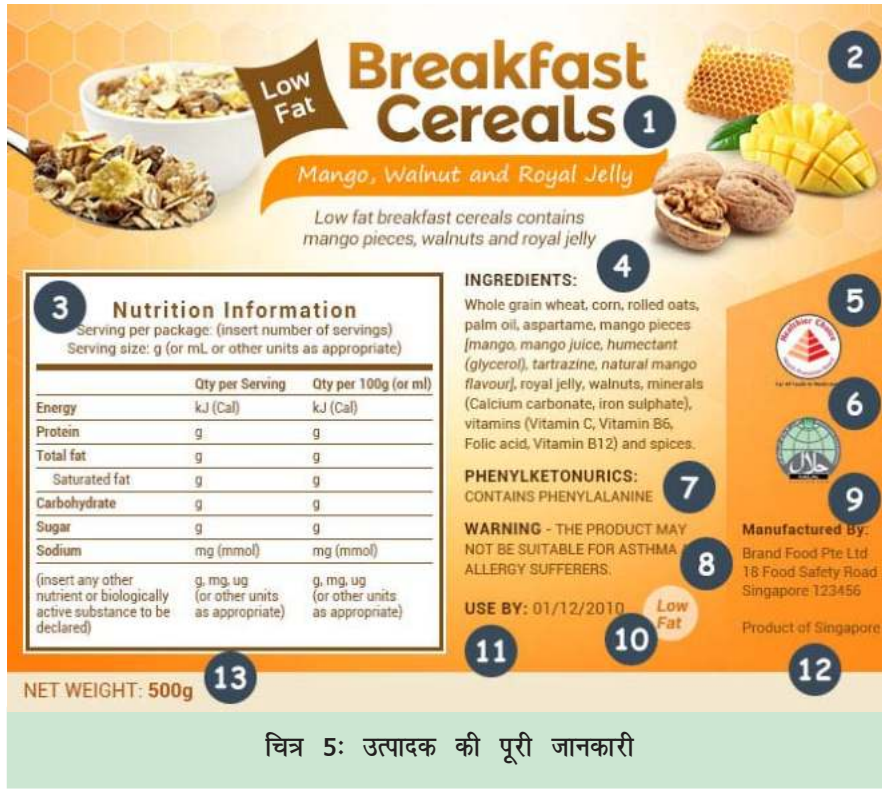 Low
Fat
Breakfast
Cereals
1
2
Mango, Walnut and Royal Jelly
Low fat breakfast cereals contains
mango pieces, walnuts and royal jelly
3
Nutrition Information
Serving per package: (insert number of servings)
Serving size: g (or mL or other units as appropriate)
Qty per Serving Qty per 100g (or ml)
Energy kJ (Cal) kJ (Cal)
Protein g g
Total fat g g
Saturated fat g g
Carbohydrate g g
Sugar g g
Sodium mg (mmol) mg (mmol)
(insert any other g, mg, ug g, mg, ug
nutrient or biologically (or other units (or other units
active substance to be as appropriate) as appropriate)
declared)
4
INGREDIENTS:
Whole grain wheat, corn, rolled oats,
palm oil, aspartame, mango pieces
[mango, mango juice, humectant
(glycerol), tartrazine, natural mango
flavour], royal jelly, walnuts, minerals
(Calcium carbonate, iron sulphate),
vitamins (Vitamin C, Vitamin B6,
Folic acid, Vitamin B12) and spices.
PHENYLKETONURICS:
CONTAINS PHENYLALANINE
7
WARNING - THE PRODUCT MAY
NOT BE SUITABLE FOR ASTHMA
ALLERGY SUFFERERS.
8
USE BY: 01/12/2010
Low
Fat
10
11
5
Healthier Choice
6
حلال
9
Manufactured By:
Brand Food Pte Ltd
18 Food Safety Road
Singapore 123456
Product of Singapore
12
NET WEIGHT: 500g
13
चित्र 5: उत्पादक की पूरी जानकारी